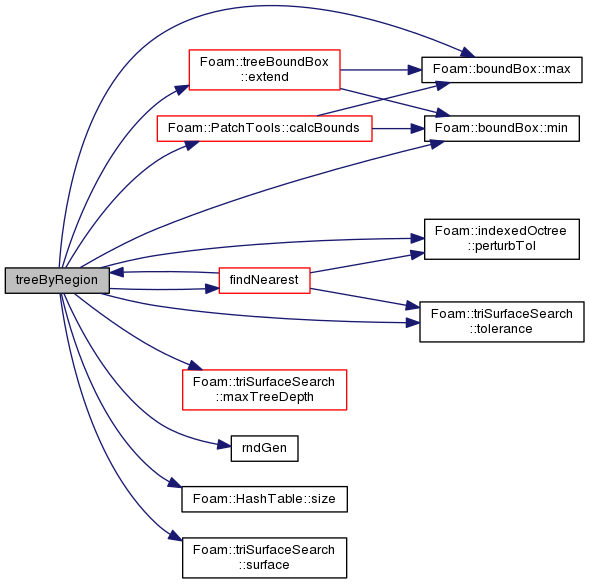 Foam::treeBoundBox
::extend
Foam::boundBox::max
Foam::PatchTools::calcBounds
Foam::boundBox::min
Foam::indexedOctree
::perturbTol
treeByRegion
findNearest
Foam::triSurfaceSearch
::tolerance
Foam::triSurfaceSearch
::maxTreeDepth
rndGen
Foam::HashTable::size
Foam::triSurfaceSearch
::surface